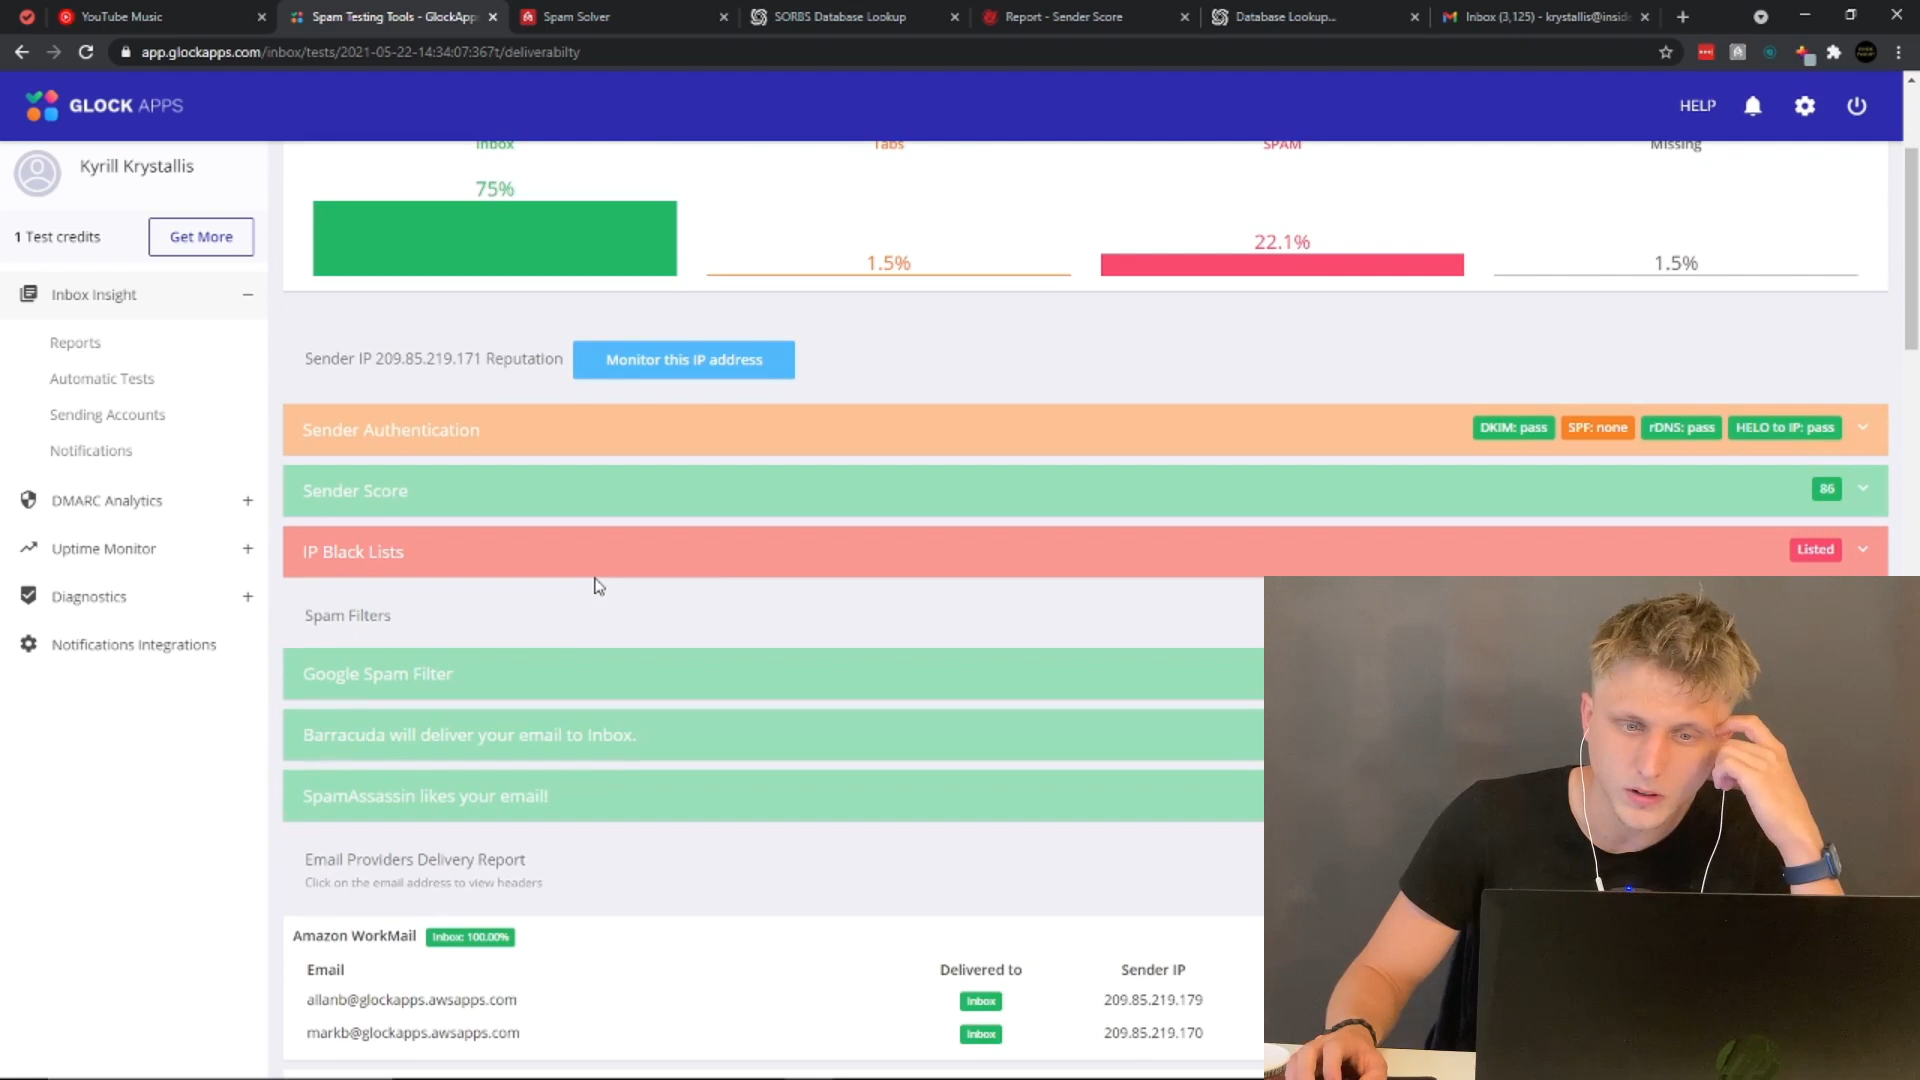 YouTube Music
Spam Testing Tools - GlockApps
Spam Solver
SORBS Database Lookup
Report - Sender Score
Database Lookup...
Inbox (3,125) - krystallis@insid
app.glockapps.com/inbox/tests/2021-05-22-14:34:07:367t/deliverabilty
GLOCK APPS
HELP
Kyrill Krystallis
1 Test credits
Get More
Inbox Insight
Reports
Automatic Tests
Sending Accounts
Notifications
DMARC Analytics
Uptime Monitor
Diagnostics
Notifications Integrations
Inbox
Tabs
SPAM
Missing
75%
1.5%
22.1%
1.5%
Sender IP 209.85.219.171 Reputation
Monitor this IP address
Sender Authentication
DKIM: pass
SPF: none
rDNS: pass
HELO to IP: pass
Sender Score
86
IP Black Lists
Listed
Spam Filters
Google Spam Filter
Barracuda will deliver your email to Inbox.
SpamAssassin likes your email!
Email Providers Delivery Report
Click on the email address to view headers
Amazon WorkMail
Inbox: 100.00%
Email
Delivered to
Sender IP
allanb@glockapps.awsapps.com
Inbox
209.85.219.179
markb@glockapps.awsapps.com
Inbox
209.85.219.170